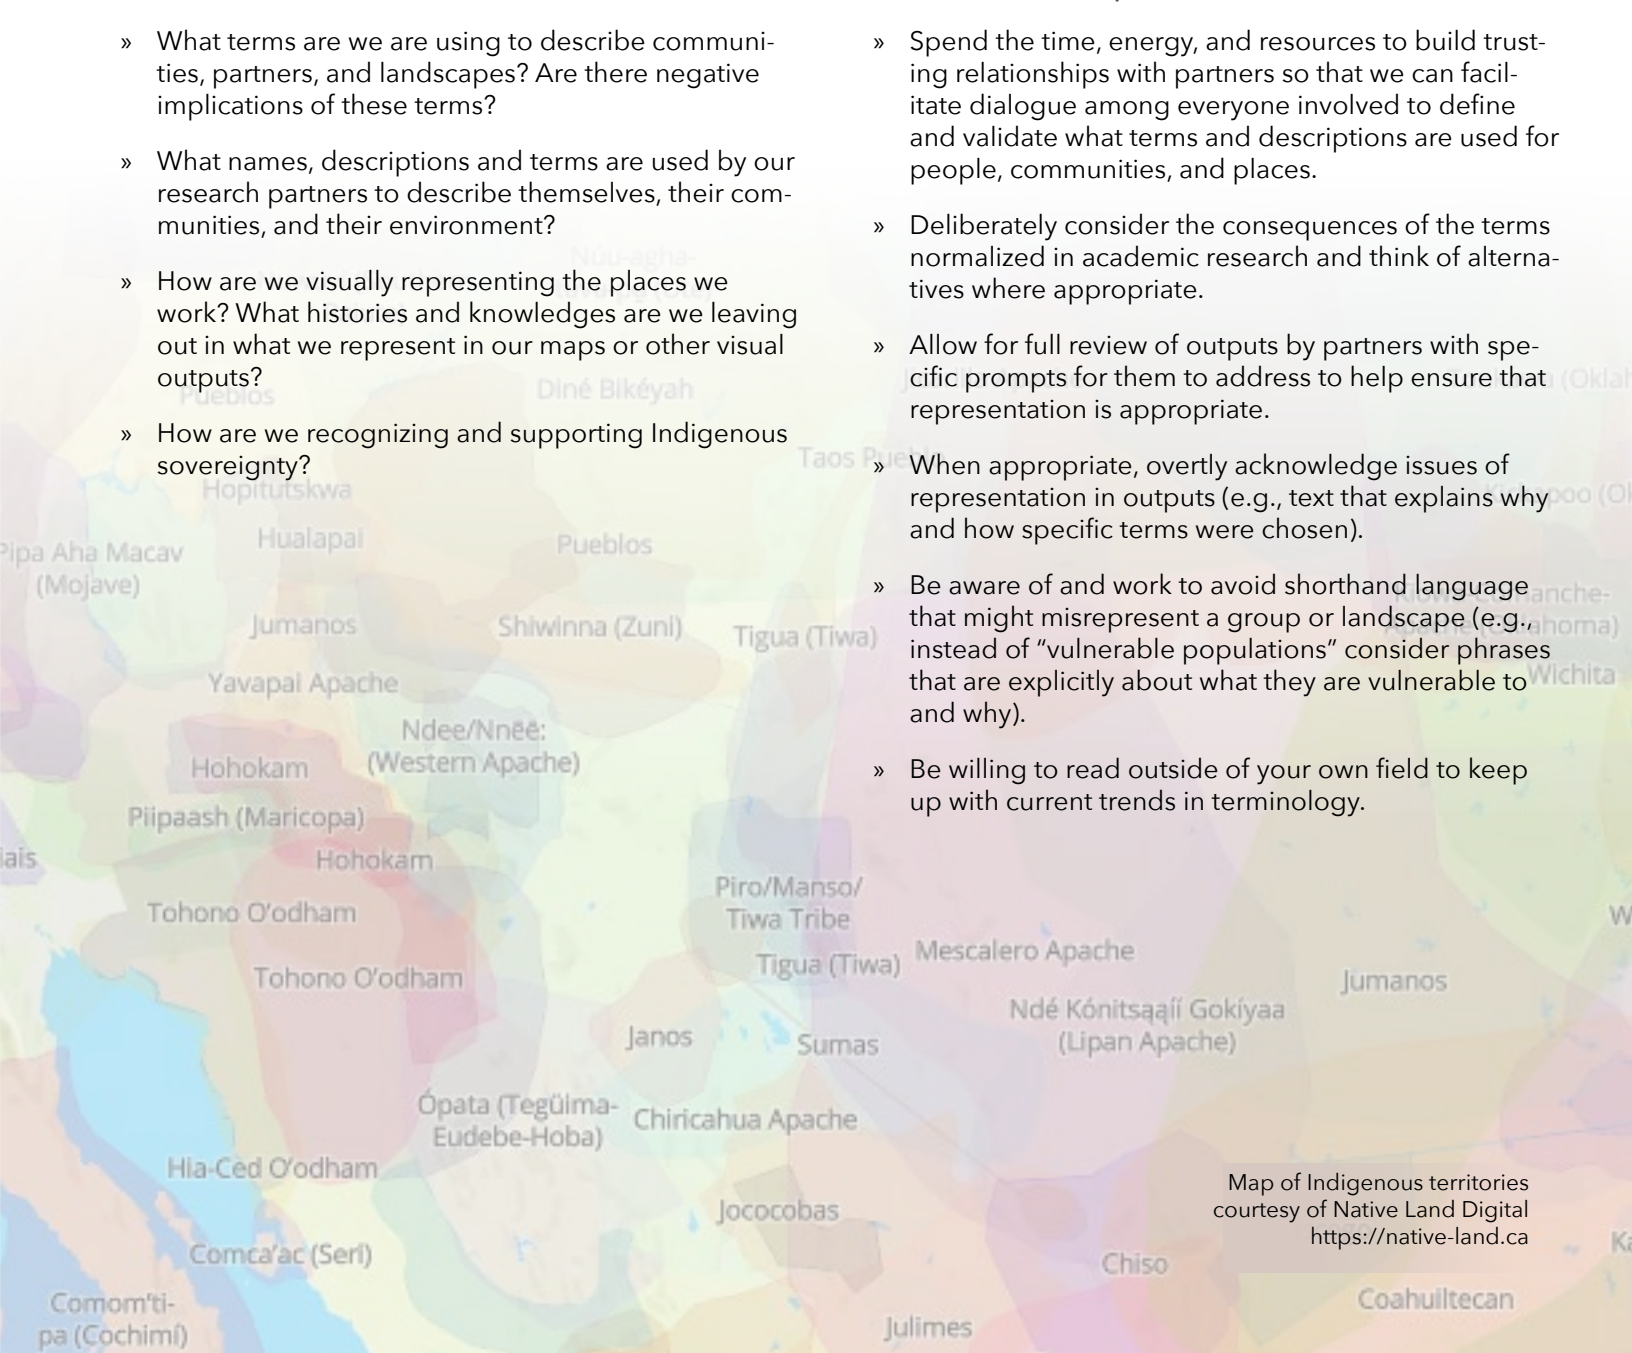 » What terms are we are using to describe communi-
ties, partners, and landscapes? Are there negative
implications of these terms?
» What names, descriptions and terms are used by our
research partners to describe themselves, their com-
munities, and their environment?
» How are we visually representing the places we
work? What histories and knowledges are we leaving
out in what we represent in our maps or other visual
outputs?
» How are we recognizing and supporting Indigenous
sovereignty?
» Spend the time, energy, and resources to build trust-
ing relationships with partners so that we can facil-
itate dialogue among everyone involved to define
and validate what terms and descriptions are used for
people, communities, and places.
» Deliberately consider the consequences of the terms
normalized in academic research and think of alterna-
tives where appropriate.
» Allow for full review of outputs by partners with spe-
cific prompts for them to address to help ensure that
representation is appropriate.
» When appropriate, overtly acknowledge issues of
representation in outputs (e.g., text that explains why
and how specific terms were chosen).
» Be aware of and work to avoid shorthand language
that might misrepresent a group or landscape (e.g.,
instead of “vulnerable populations” consider phrases
that are explicitly about what they are vulnerable to
and why).
» Be willing to read outside of your own field to keep
up with current trends in terminology.
Núu-agha-
Pueblos
Diné Bikéyah
Taos Pueblo
Hopitutskwa
Hualapai
Pueblos
Pipa Aha Macav
(Mojave)
Jumanos
Shiwinna (Zuni)
Tigua (Tiwa)
Wichita
Yavapai Apache
Ndee/Nnēē:
(Western Apache)
Hohokam
Piipaash (Maricopa)
Hohokam
Piro/Manso/
Tiwa Tribe
Tohono O'odham
Tigua (Tiwa)
Mescalero Apache
Tohono O'odham
Jumanos
Ndé Kónitsąąíí Gokíyaa
(Lipan Apache)
Janos
Sumas
Ópata (Tegüima-
Eudebe-Hoba)
Chiricahua Apache
Hia-Ced O'odham
Jococobas
Comca'ac (Seri)
Chiso
Comom'ti-
pa (Cochimí)
Coahuiltecan
Julimes
Map of Indigenous territories
courtesy of Native Land Digital
https://native-land.ca